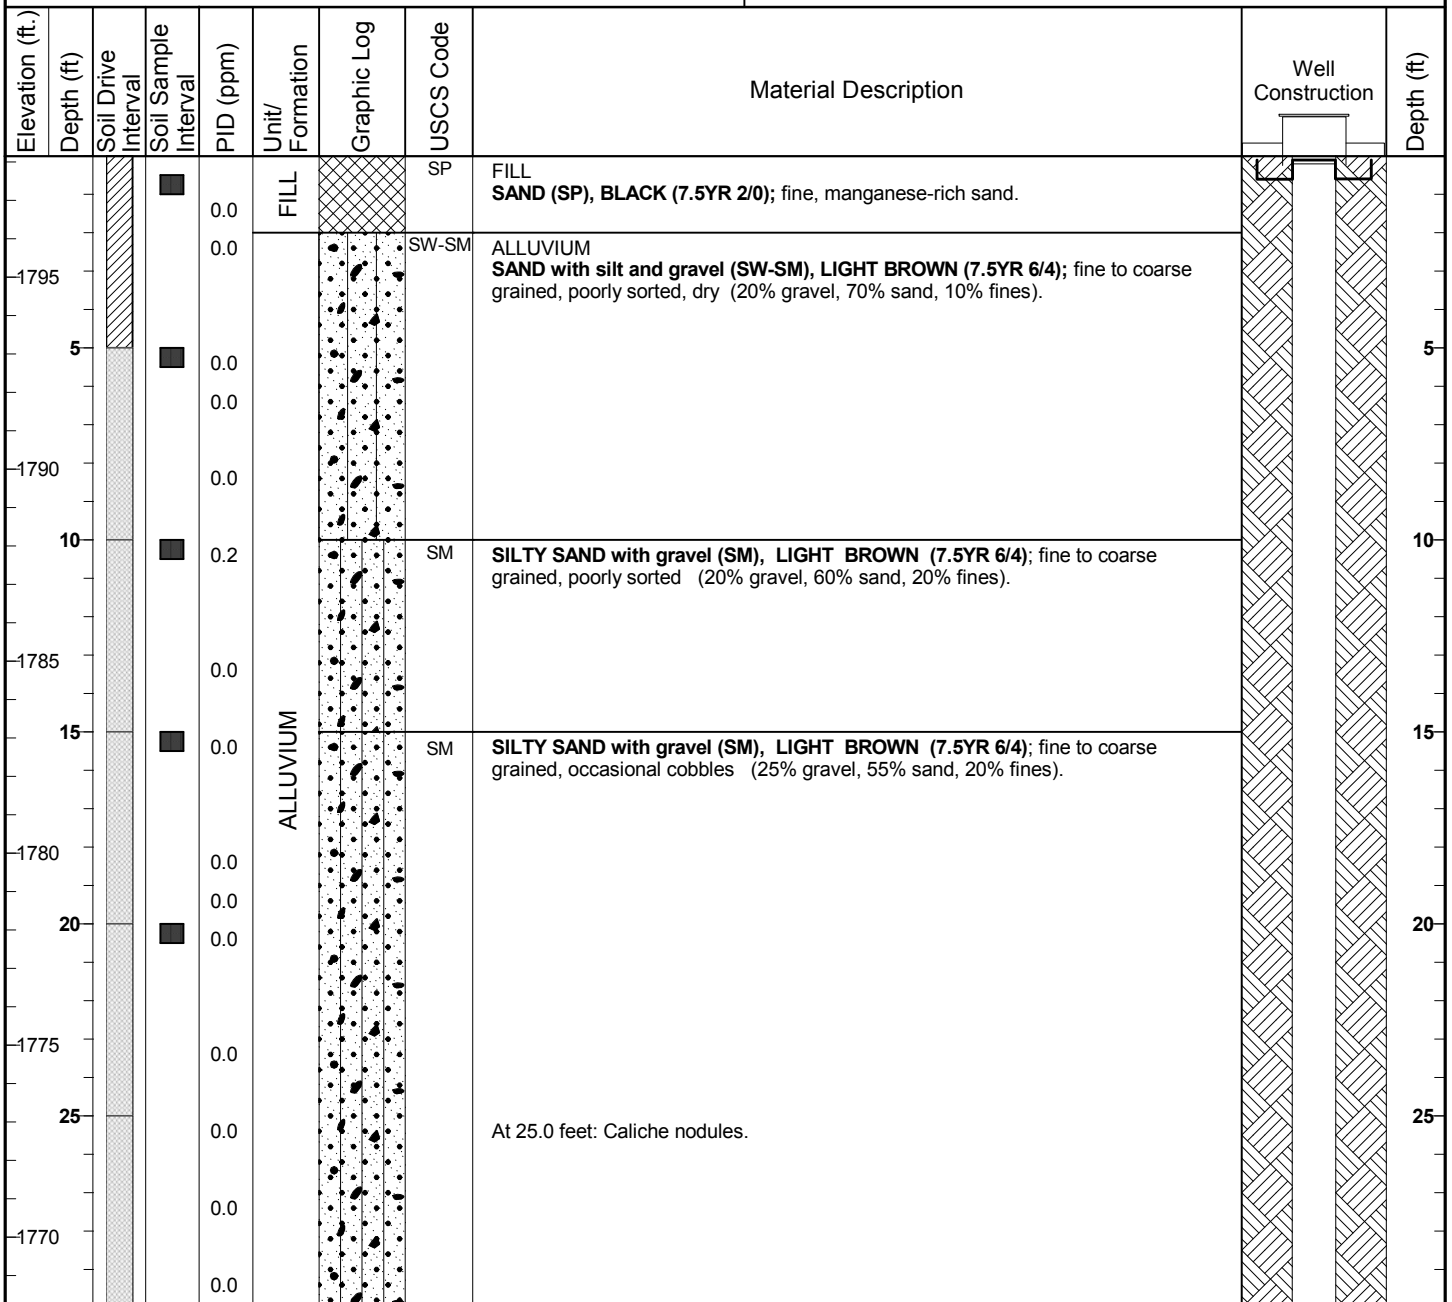 Elevation (ft.)
Depth (ft)
Soil Drive
Interval
Soil Sample
Interval
PID (ppm)
Unit/
Formation
Graphic Log
USCS Code
Material Description
Well
Construction
Depth (ft)
FILL
SP
FILL
SAND (SP), BLACK (7.5YR 2/0); fine, manganese-rich sand.
0.0
0.0
SW-SM
ALLUVIUM
SAND with silt and gravel (SW-SM), LIGHT BROWN (7.5YR 6/4); fine to coarse
grained, poorly sorted, dry (20% gravel, 70% sand, 10% fines).
1795
5
0.0
5
0.0
1790
0.0
10
0.2
SM
SILTY SAND with gravel (SM), LIGHT BROWN (7.5YR 6/4); fine to coarse
grained, poorly sorted (20% gravel, 60% sand, 20% fines).
10
1785
0.0
ALLUVIUM
15
0.0
SM
SILTY SAND with gravel (SM), LIGHT BROWN (7.5YR 6/4); fine to coarse
grained, occasional cobbles (25% gravel, 55% sand, 20% fines).
15
1780
0.0
0.0
20
0.0
20
1775
0.0
25
0.0
At 25.0 feet: Caliche nodules.
25
0.0
1770
0.0